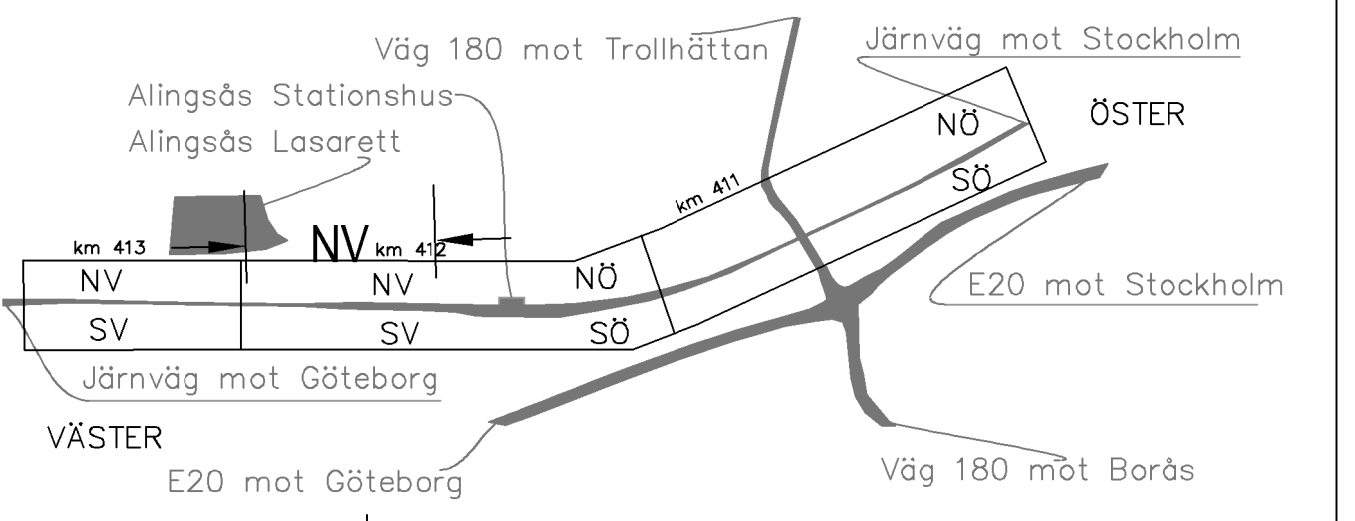 Väg 180 mot Trollhättan
Järnväg mot Stockholm
Alingsås Stationshus
Alingsås Lasarett
NÖ
ÖSTER
km 411
SÖ
km 413
NV
km 412
NV
NV
NÖ
E20 mot Stockholm
SV
SV
SÖ
Järnväg mot Göteborg
VÄSTER
E20 mot Göteborg
Väg 180 mot Borås